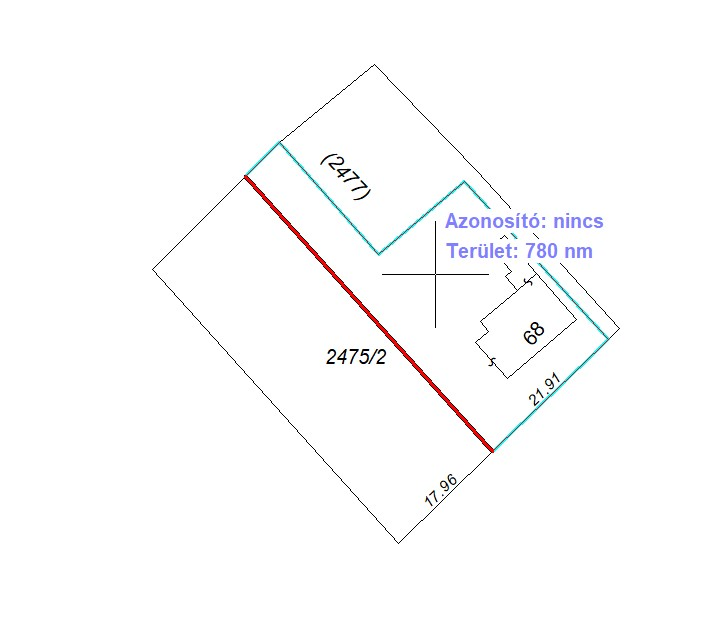 (2477)
Azonosító: nincs
Terület: 780 nm
2475/2
68
21.91
17.96